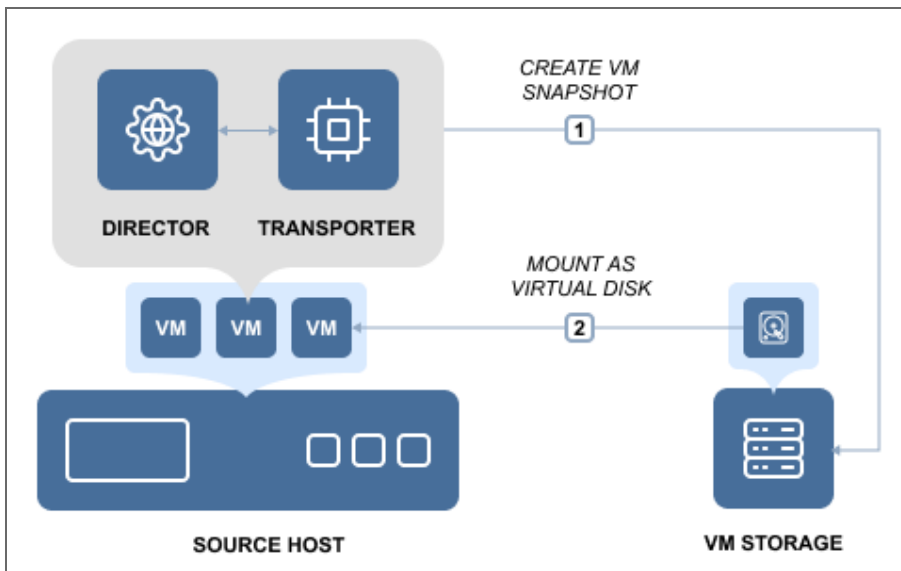 CREATE VM
SNAPSHOT
1
DIRECTOR
TRANSPORTER
MOUNT AS
VIRTUAL DISK
2
VM
VM
VM
SOURCE HOST
VM STORAGE